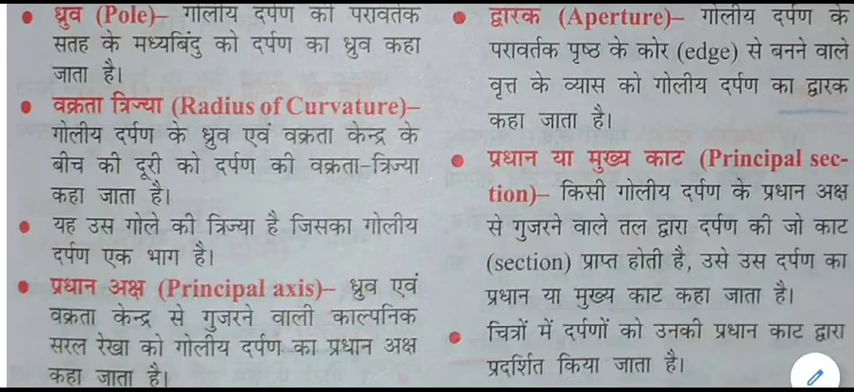 • ध्रुव (Pole)– गोलीय दर्पण की परावर्तक
सतह के मध्यबिंदु को दर्पण का ध्रुव कहा
जाता है।
• वक्रता त्रिज्या (Radius of Curvature)–
गोलीय दर्पण के ध्रुव एवं वक्रता केन्द्र के
बीच की दूरी को दर्पण की वक्रता-त्रिज्या
कहा जाता है।
• यह उस गोले की त्रिज्या है जिसका गोलीय
दर्पण एक भाग है।
• प्रधान अक्ष (Principal axis)– ध्रुव एवं
वक्रता केन्द्र से गुजरने वाली काल्पनिक
सरल रेखा को गोलीय दर्पण का प्रधान अक्ष
कहा जाता है।
• द्वारक (Aperture)– गोलीय दर्पण के
परावर्तक पृष्ठ के कोर (edge) से बनने वाले
वृत्त के व्यास को गोलीय दर्पण का द्वारक
कहा जाता है।
• प्रधान या मुख्य काट (Principal sec-
tion)– किसी गोलीय दर्पण के प्रधान अक्ष
से गुजरने वाले तल द्वारा दर्पण की जो काट
(section) प्राप्त होती है, उसे उस दर्पण का
प्रधान या मुख्य काट कहा जाता है।
• चित्रों में दर्पणों को उनकी प्रधान काट द्वारा
प्रदर्शित किया जाता है।